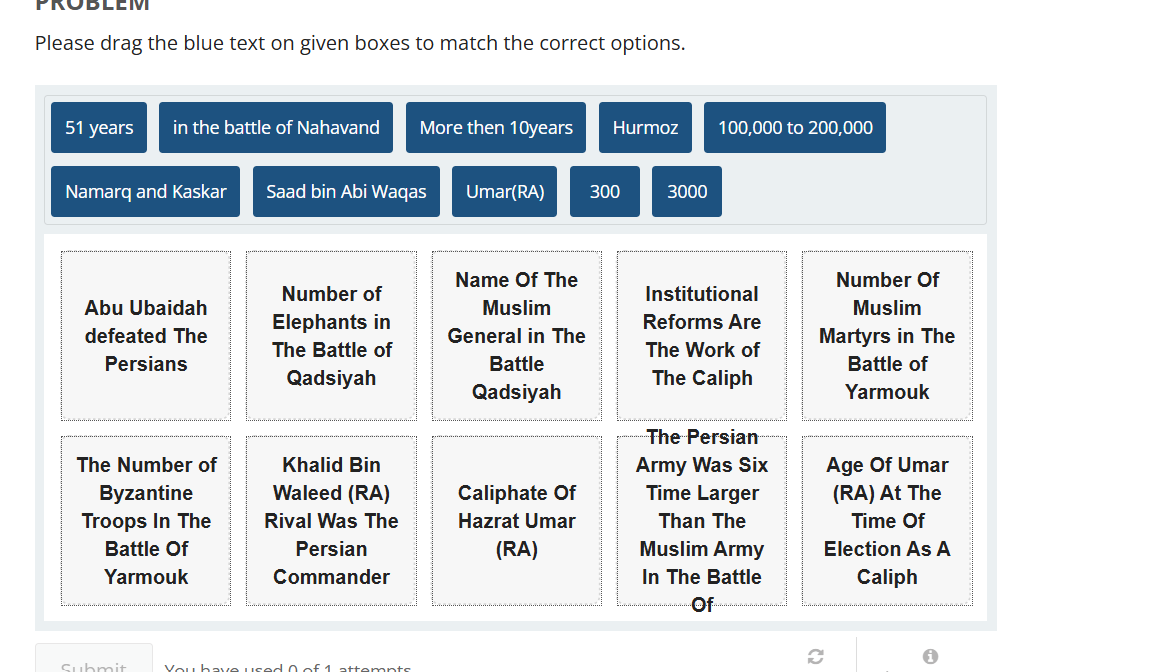 PROBLEM
Please drag the blue text on given boxes to match the correct options.
51 years
in the battle of Nahavand
More then 10years
Hurmoz
100,000 to 200,000
Namarq and Kaskar
Saad bin Abi Waqas
Umar(RA)
300
3000
Abu Ubaidah
defeated The
Persians
Number of
Elephants in
The Battle of
Qadsiyah
Name Of The
Muslim
General in The
Battle
Qadsiyah
Institutional
Reforms Are
The Work of
The Caliph
Number Of
Muslim
Martyrs in The
Battle of
Yarmouk
The Number of
Byzantine
Troops In The
Battle Of
Yarmouk
Khalid Bin
Waleed (RA)
Rival Was The
Persian
Commander
Caliphate Of
Hazrat Umar
(RA)
The Persian
Army Was Six
Time Larger
Than The
Muslim Army
In The Battle
Of
Age Of Umar
(RA) At The
Time Of
Election As A
Caliph
Submit
You have used 0 of 1 attempts